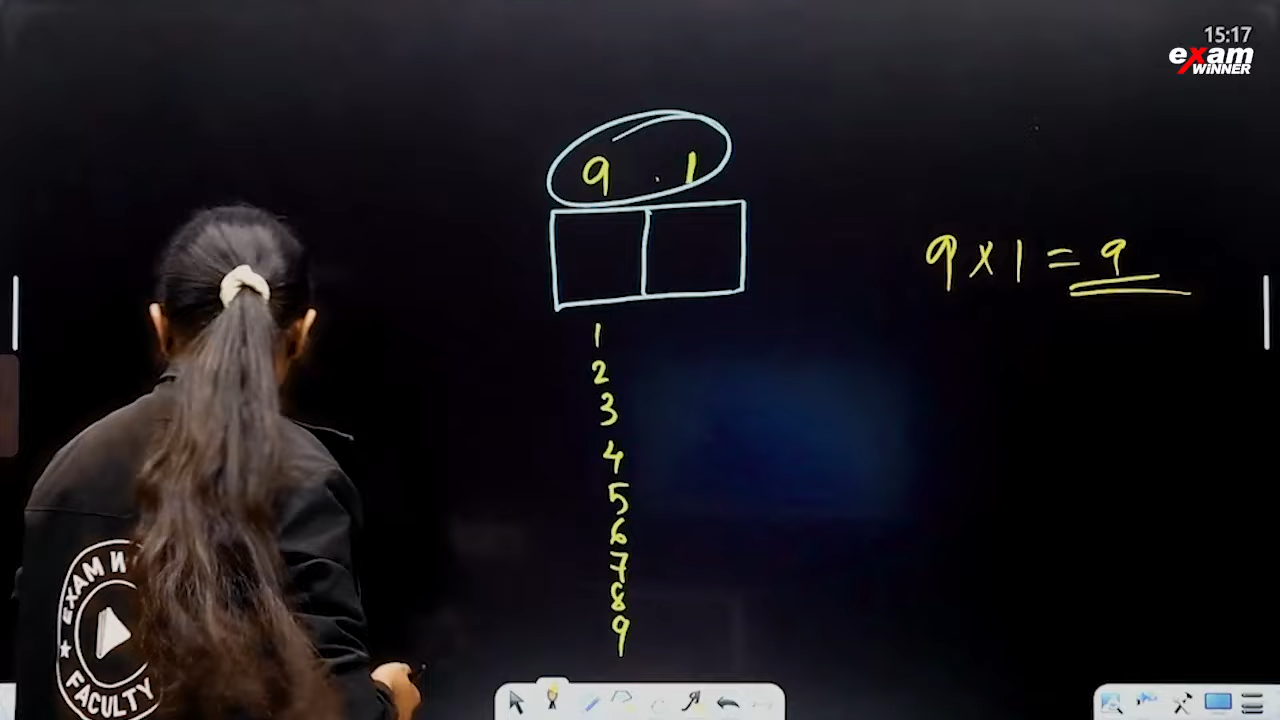 15:17
exam
WINNER
9 . 1
9 x 1 = 9
1
2
3
4
5
6
7
8
9
EXAM W
FACULTY